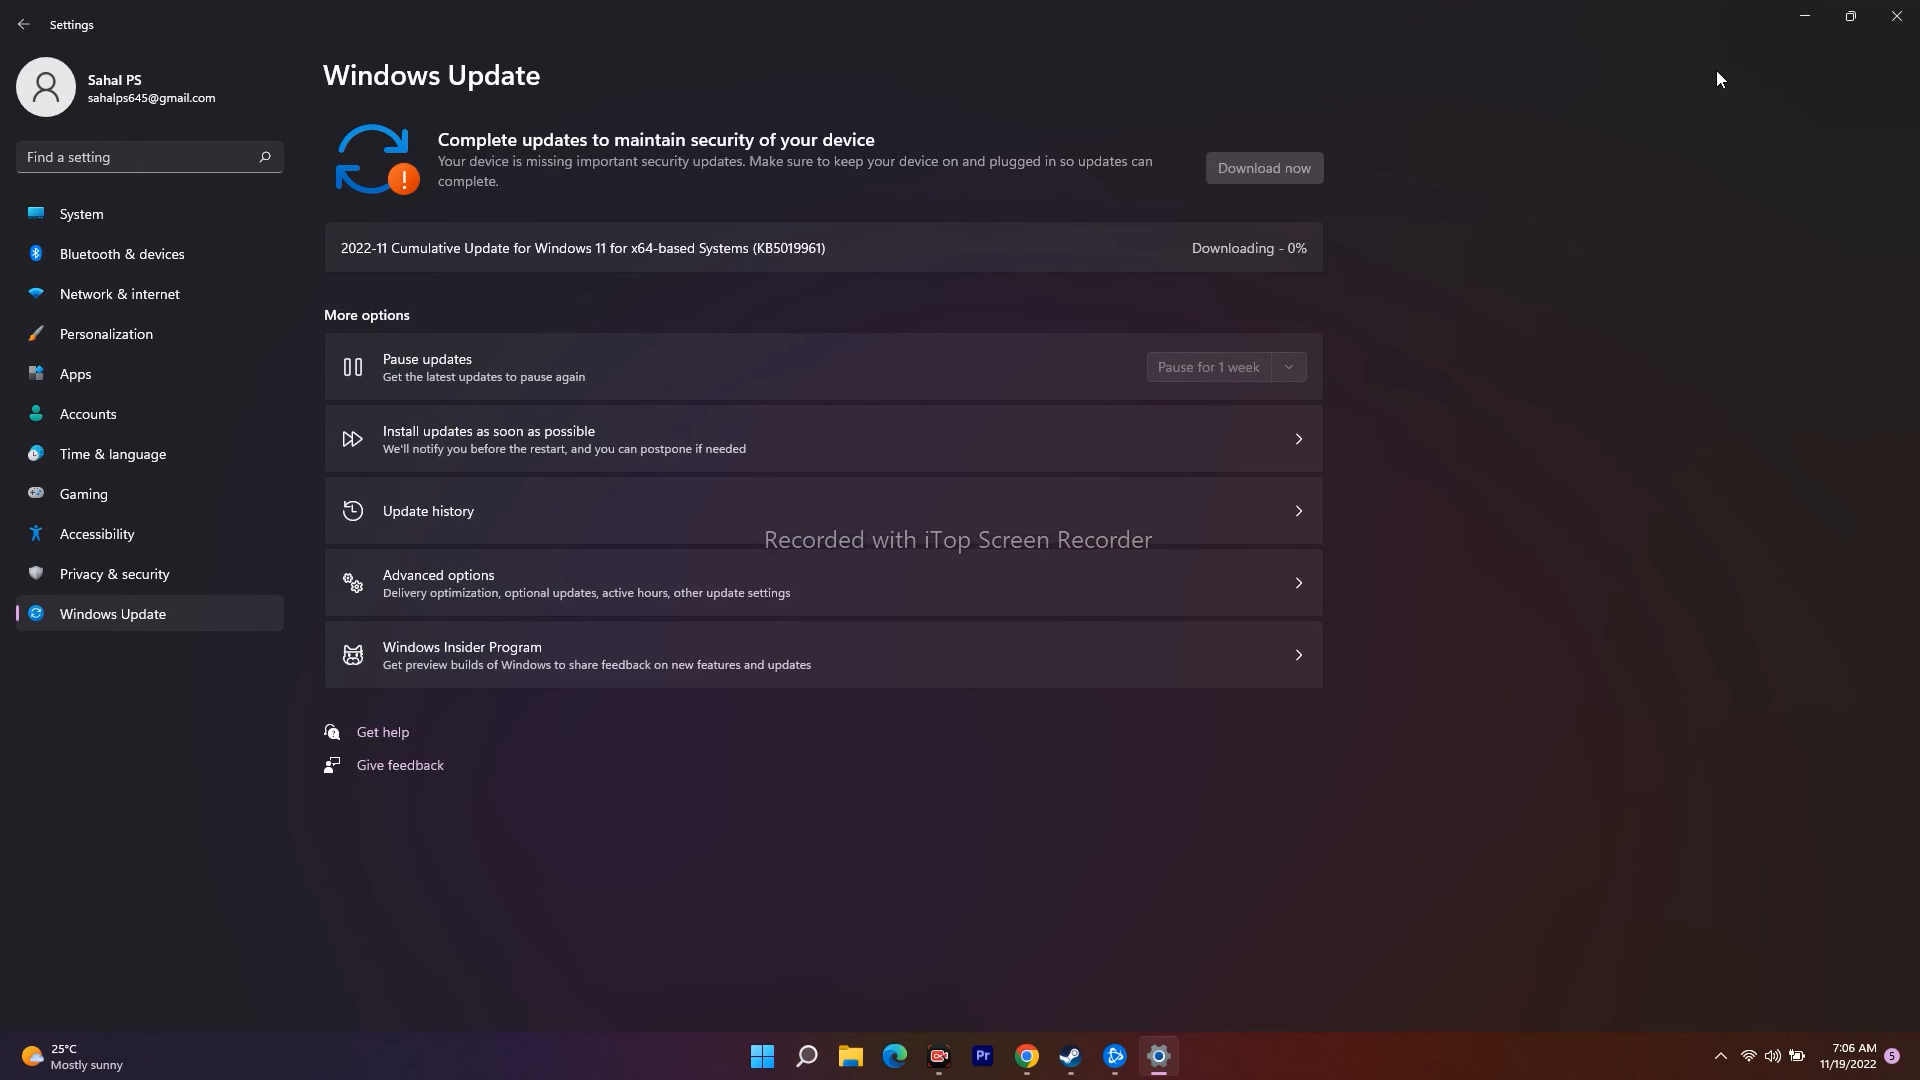 Settings
Sahal PS
sahalps645@gmail.com
Find a setting
System
Bluetooth & devices
Network & internet
Personalization
Apps
Accounts
Time & language
Gaming
Accessibility
Privacy & security
Windows Update
Windows Update
Complete updates to maintain security of your device
Your device is missing important security updates. Make sure to keep your device on and plugged in so updates can
complete.
Download now
2022-11 Cumulative Update for Windows 11 for x64-based Systems (KB5019961)
Downloading - 0%
More options
Pause updates
Get the latest updates to pause again
Pause for 1 week
Install updates as soon as possible
We'll notify you before the restart, and you can postpone if needed
Update history
Recorded with iTop Screen Recorder
Advanced options
Delivery optimization, optional updates, active hours, other update settings
Windows Insider Program
Get preview builds of Windows to share feedback on new features and updates
Get help
Give feedback
25°C
Mostly sunny
Pr
7:06 AM
11/19/2022
5